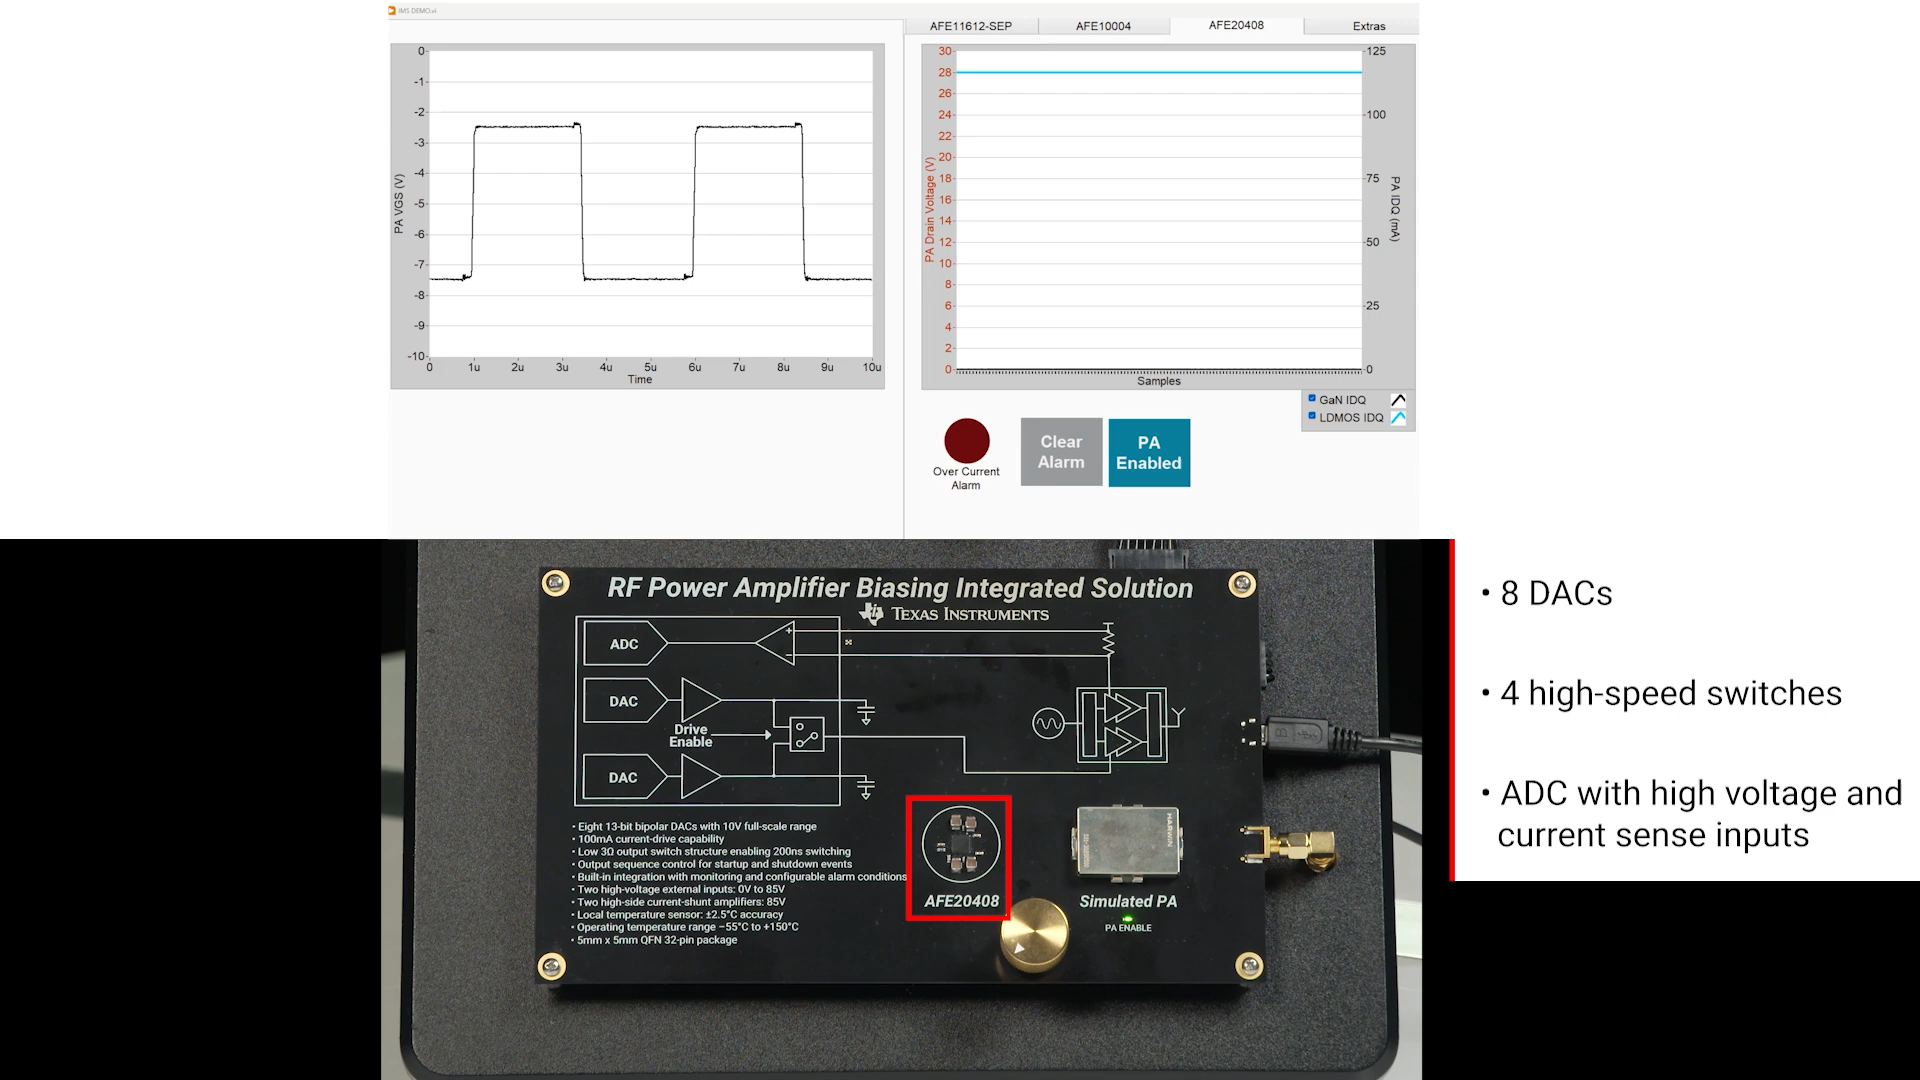 IMS DEMO.vi
AFE11612-SEP
AFE10004
AFE20408
Extras
0
-1
-2
-3
-4
-5
-6
-7
-8
-9
-10
PA VGS (V)
0 1u 2u 3u 4u 5u 6u 7u 8u 9u 10u
Time
30
28
26
24
22
20
18
16
14
12
10
8
6
4
2
0
PA Drain Voltage (V)
125
100
75
50
25
0
PA IDQ (mA)
Samples
GaN IDQ
LDMOS IDQ
Over Current
Alarm
Clear
Alarm
PA
Enabled
RF Power Amplifier Biasing Integrated Solution
TEXAS INSTRUMENTS
ADC
DAC
Drive
Enable
DAC
• Eight 13-bit bipolar DACs with 10V full-scale range
• 100mA current-drive capability
• Low 3Ω output switch structure enabling 200ns switching
• Output sequence control for startup and shutdown events
• Built-in integration with monitoring and configurable alarm conditions
• Two high-voltage external inputs: 0V to 85V
• Two high-side current-shunt amplifiers: 85V
• Local temperature sensor: ±2.5°C accuracy
• Operating temperature range −55°C to +150°C
• 5mm x 5mm QFN 32-pin package
AFE20408
HARWIN
Simulated PA
PA ENABLE
• 8 DACs
• 4 high-speed switches
• ADC with high voltage and
current sense inputs